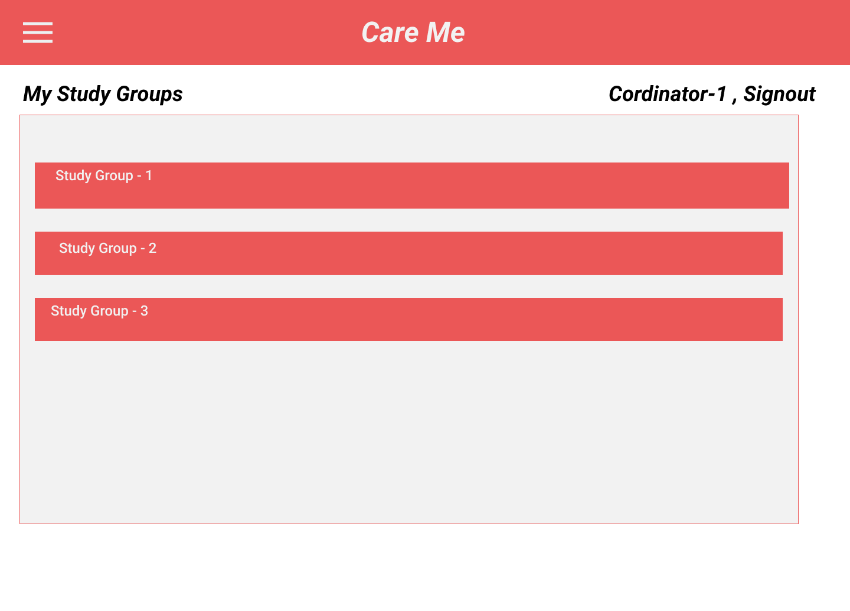 Care Me
My Study Groups
Cordinator-1 , Signout
Study Group - 1
Study Group - 2
Study Group - 3